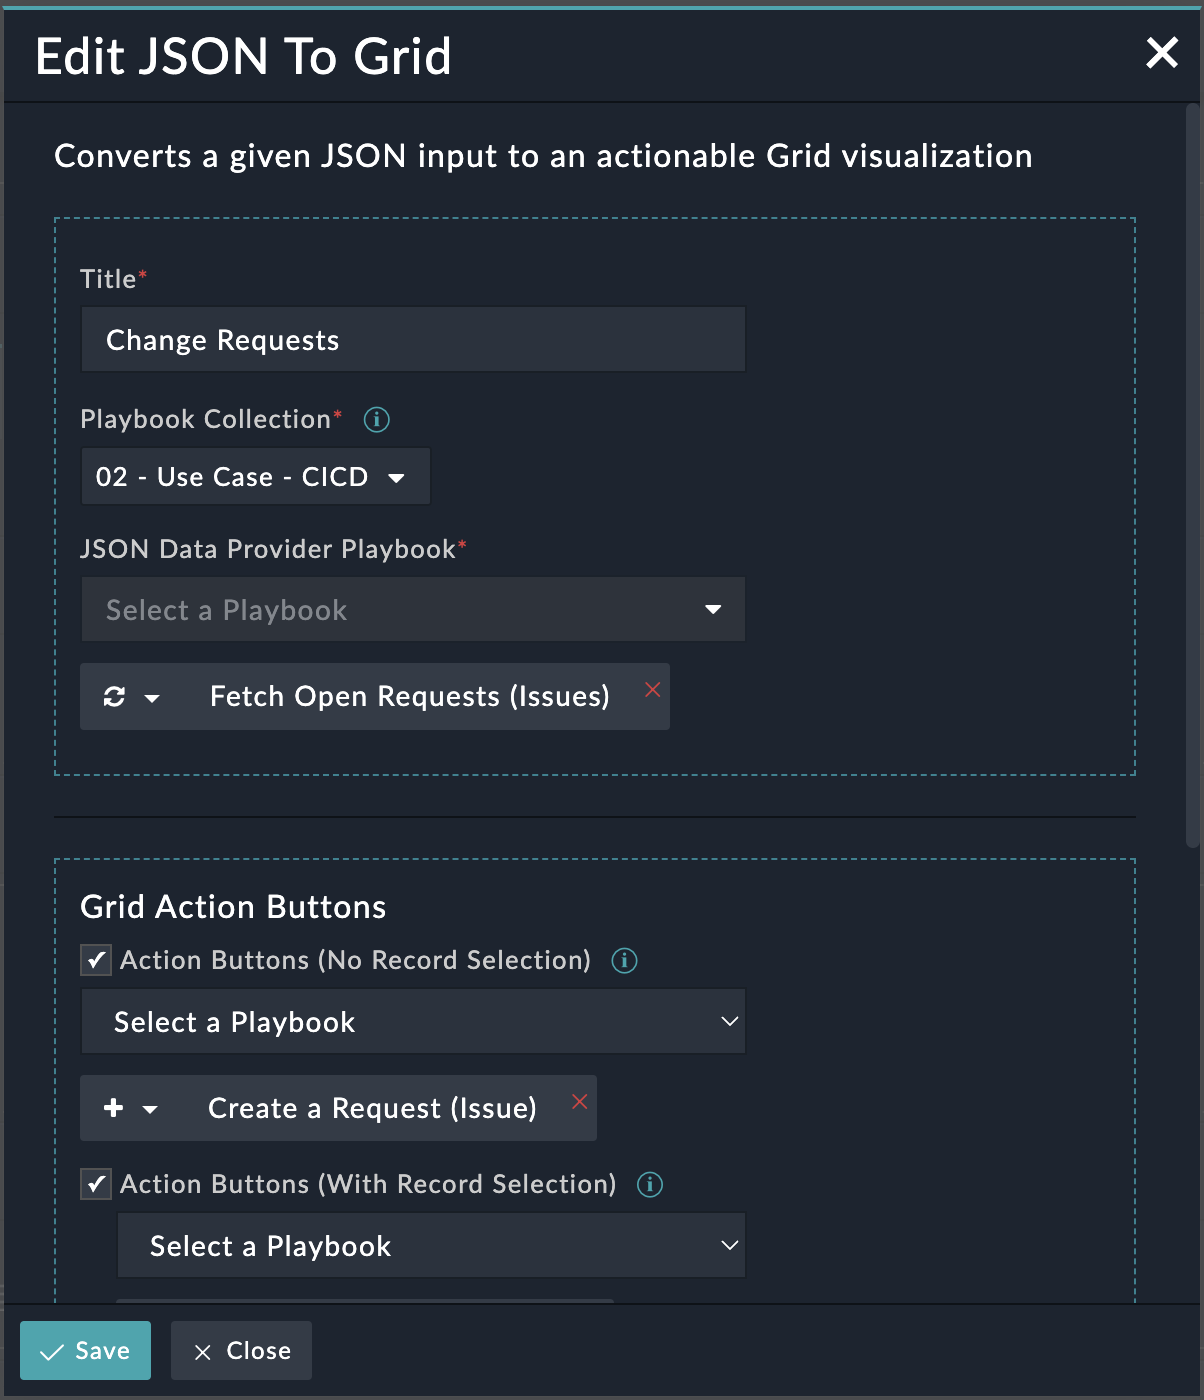 Edit JSON To Grid
Converts a given JSON input to an actionable Grid visualization
Title*
Change Requests
Playbook Collection*
02 - Use Case - CICD
JSON Data Provider Playbook*
Select a Playbook
Fetch Open Requests (Issues)
Grid Action Buttons
Action Buttons (No Record Selection)
Select a Playbook
Create a Request (Issue)
Action Buttons (With Record Selection)
Select a Playbook
Save
Close